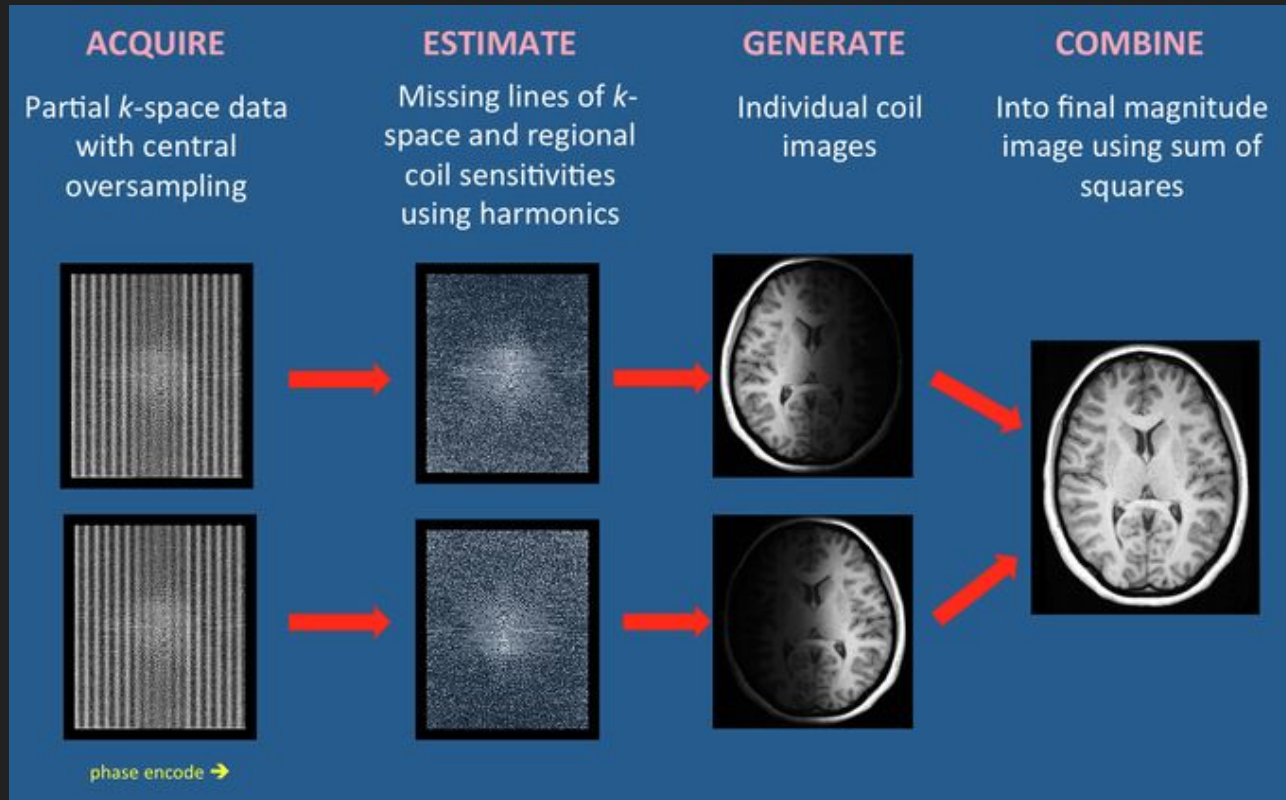 ACQUIRE
Partial k-space data
with central
oversampling
ESTIMATE
Missing lines of k-
space and regional
coil sensitivities
using harmonics
GENERATE
Individual coil
images
COMBINE
Into final magnitude
image using sum of
squares
phase encode →